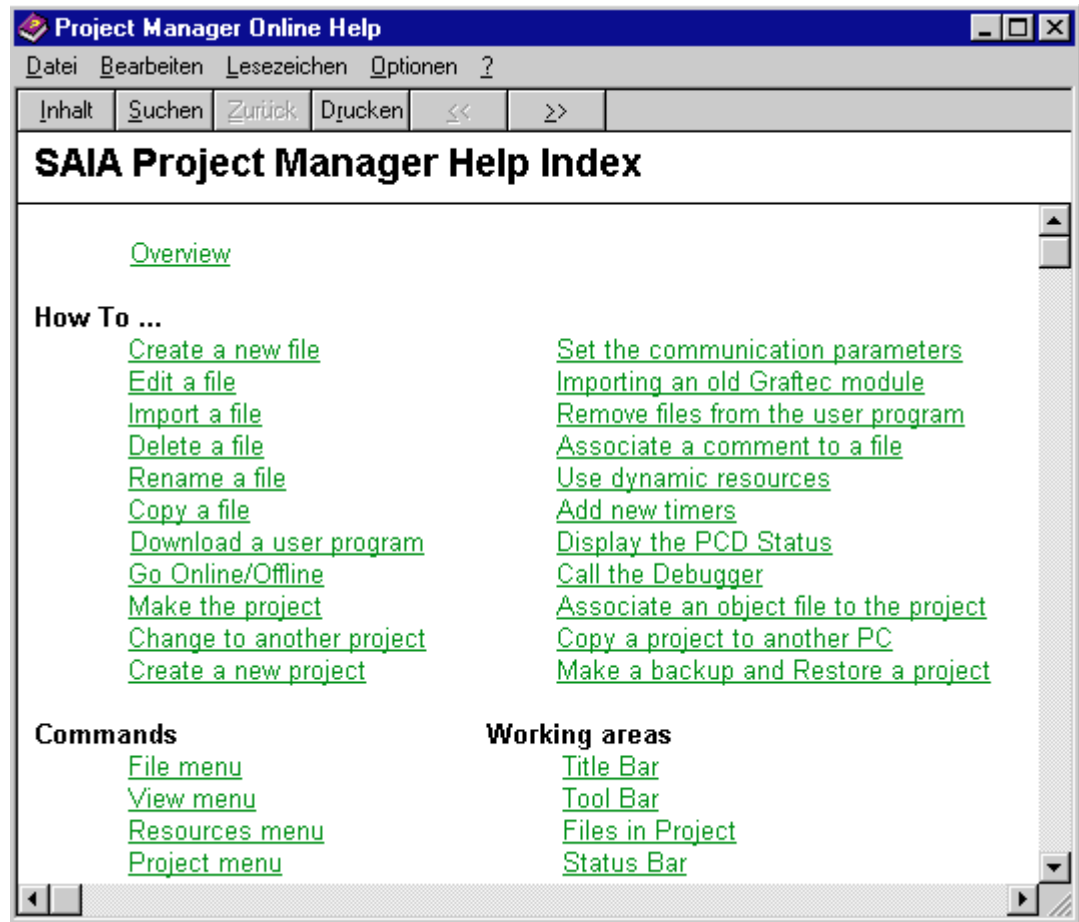 Project Manager Online Help
Datei Bearbeiten Lesezeichen Optionen ?
Inhalt Suchen Zurück Drucken << >>
SAIA Project Manager Help Index
Overview
How To ...
Create a new file Set the communication parameters
Edit a file Importing an old Graftec module
Import a file Remove files from the user program
Delete a file Associate a comment to a file
Rename a file Use dynamic resources
Copy a file Add new timers
Download a user program Display the PCD Status
Go Online/Offline Call the Debugger
Make the project Associate an object file to the project
Change to another project Copy a project to another PC
Create a new project Make a backup and Restore a project
Commands Working areas
File menu Title Bar
View menu Tool Bar
Resources menu Files in Project
Project menu Status Bar